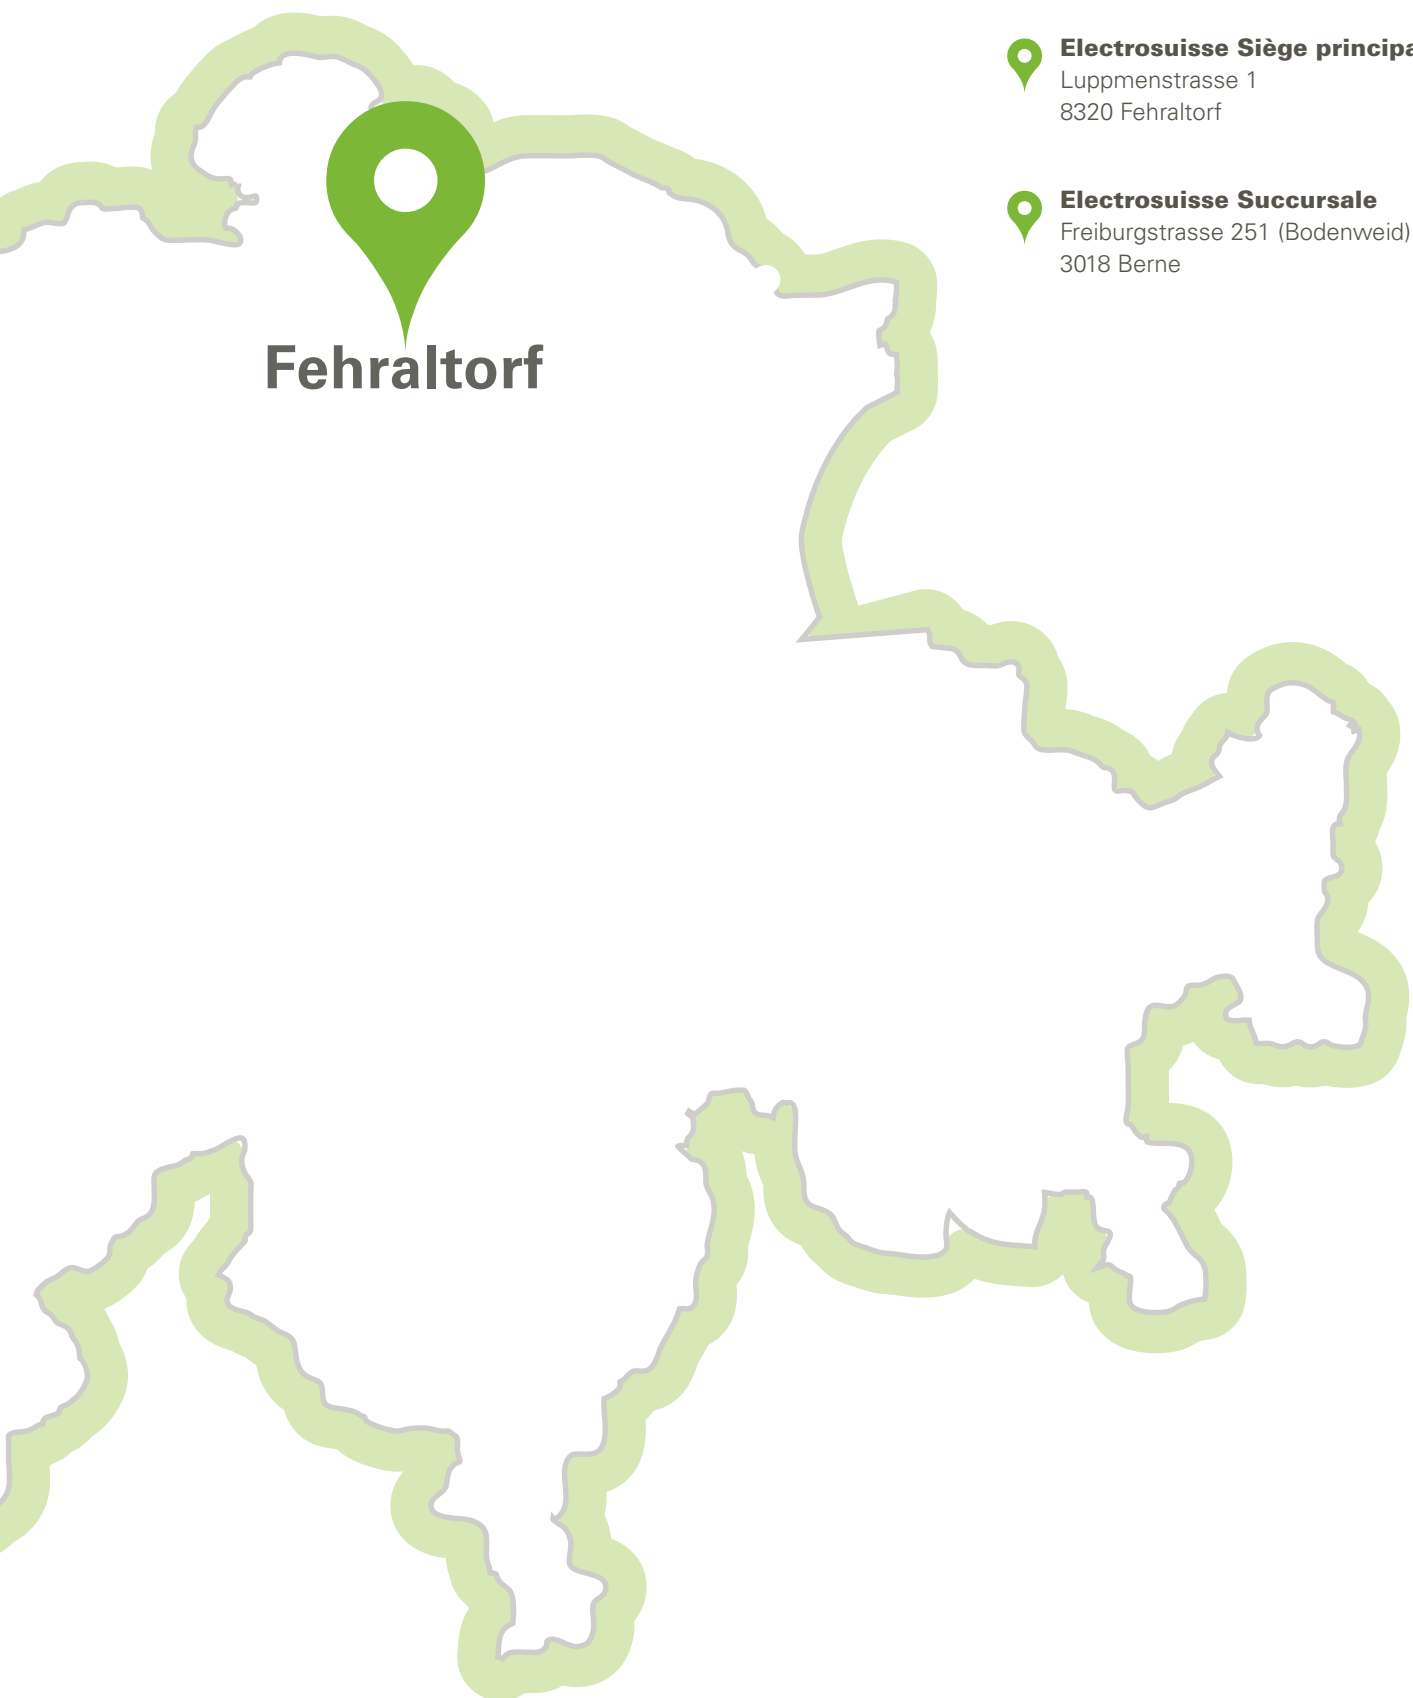 Electrosuisse Siège principa
Luppmenstrasse 1
8320 Fehraltorf
Electrosuisse Succursale
Freiburgstrasse 251 (Bodenweid)
3018 Berne
Fehraltorf